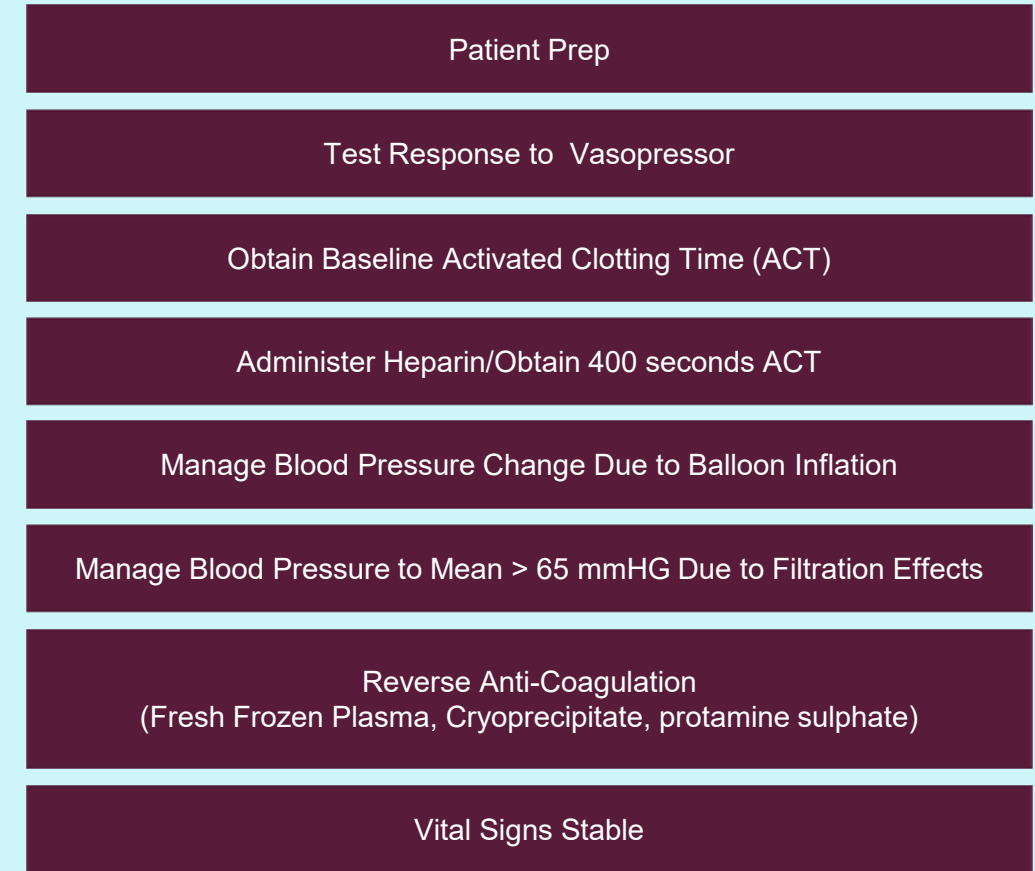 Patient Prep
Test Response to  Vasopressor
Obtain Baseline Activated Clotting Time (ACT)
Administer Heparin/Obtain 400 seconds ACT
Manage Blood Pressure Change Due to Balloon Inflation
Manage Blood Pressure to Mean > 65 mmHG Due to Filtration Effects
Reverse Anti-Coagulation
(Fresh Frozen Plasma, Cryoprecipitate, protamine sulphate)
Vital Signs Stable